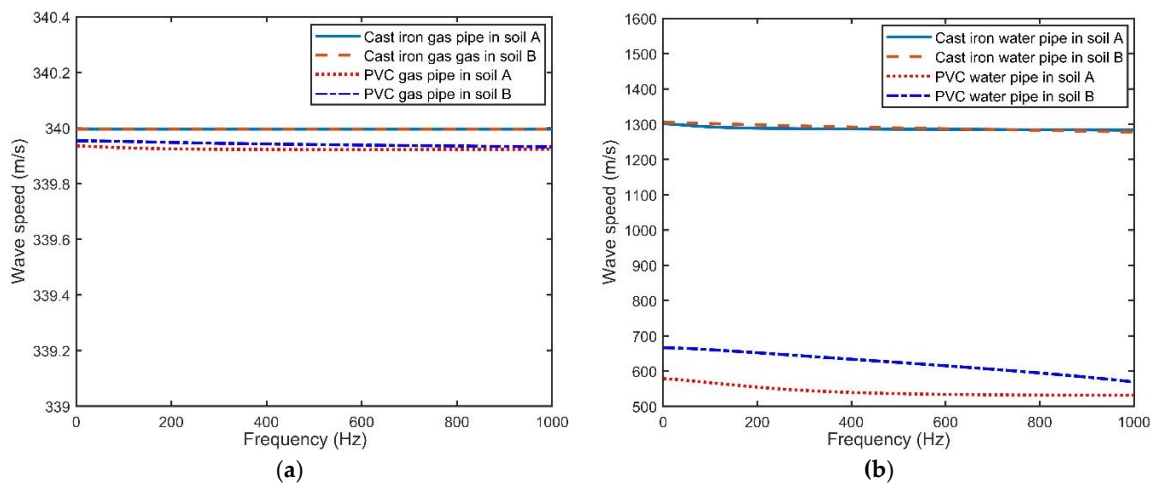 340.4
340.2
340
339.8
339.6
339.4
339.2
339
Wave speed (m/s)
0
200
400
600
800
1000
Frequency (Hz)
Cast iron gas pipe in soil A
Cast iron gas gas in soil B
PVC gas pipe in soil A
PVC gas pipe in soil B
(a)
1600
1500
1400
1300
1200
1100
1000
900
800
700
600
500
Wave speed (m/s)
0
200
400
600
800
1000
Frequency (Hz)
Cast iron water pipe in soil A
Cast iron water pipe in soil B
PVC water pipe in soil A
PVC water pipe in soil B
(b)